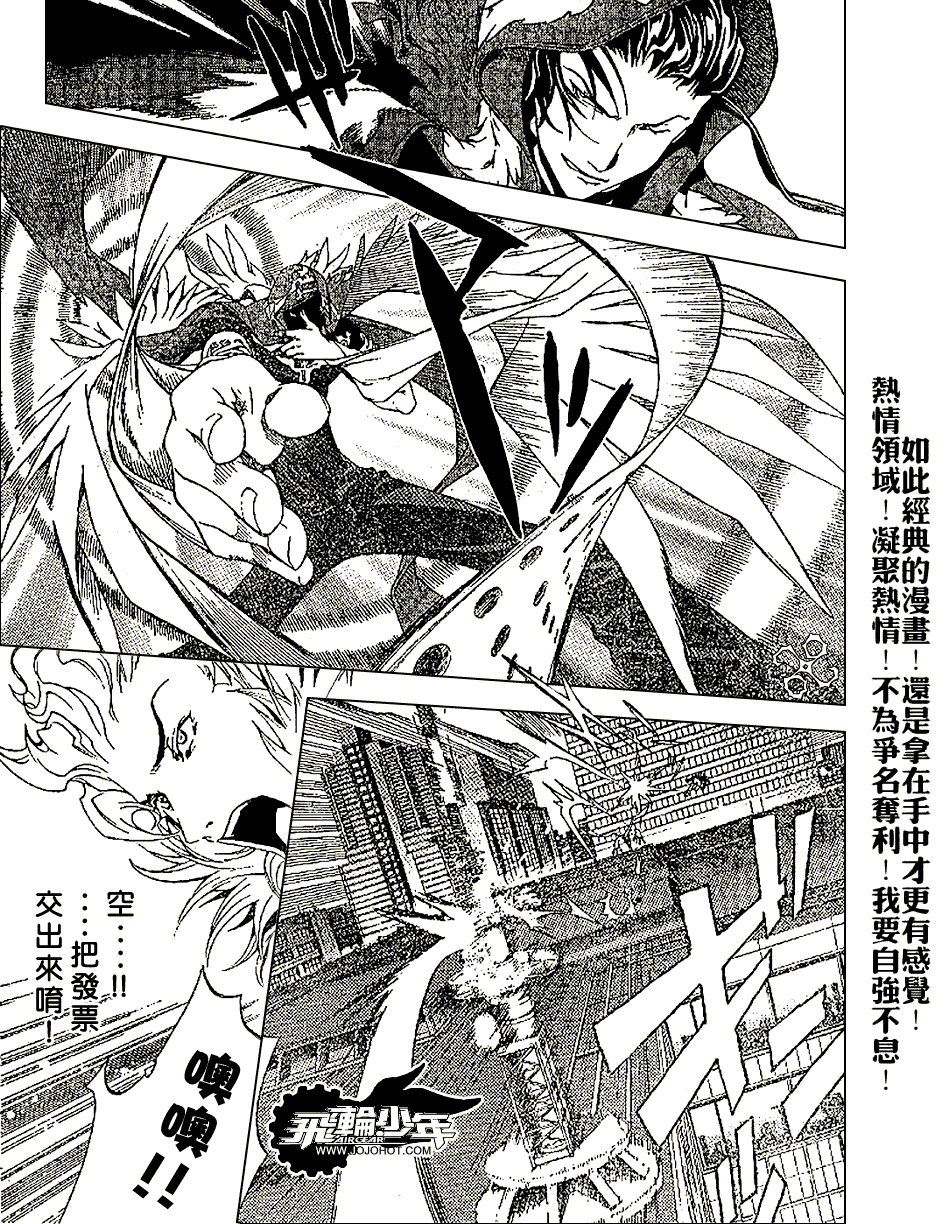 如此經典的漫畫！還是拿在手中才更有感覺！
熱情領域！凝聚熱情！不為爭名奪利！我要自強不息！
空‥‥!!
‥‥把發票
交出來唷！
噢噢!!
飛輪少年
AIRGEAR
WWW.JOJOHOT.COM